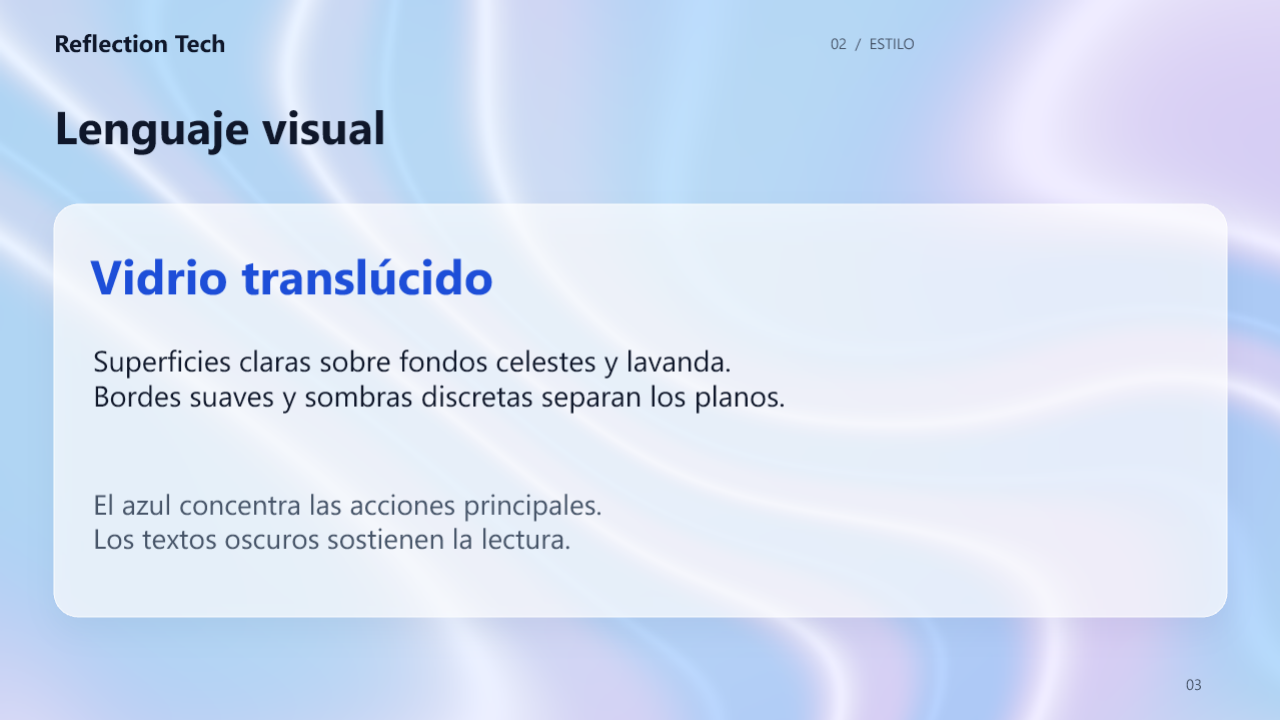 Reflection Tech
02 / ESTILO
Lenguaje visual
Vidrio translúcido
Superficies claras sobre fondos celestes y lavanda.
Bordes suaves y sombras discretas separan los planos.
El azul concentra las acciones principales.
Los textos oscuros sostienen la lectura.
03